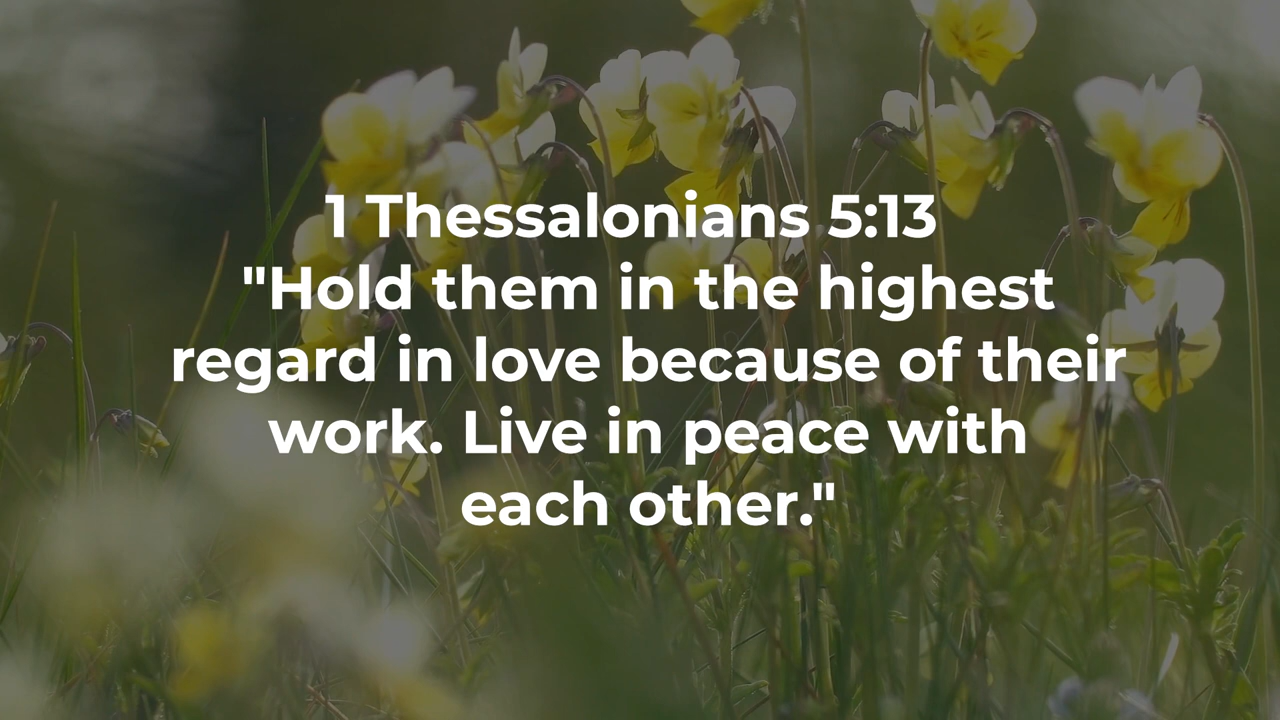 1 Thessalonians 5:13
"Hold them in the highest
regard in love because of their
work. Live in peace with
each other."